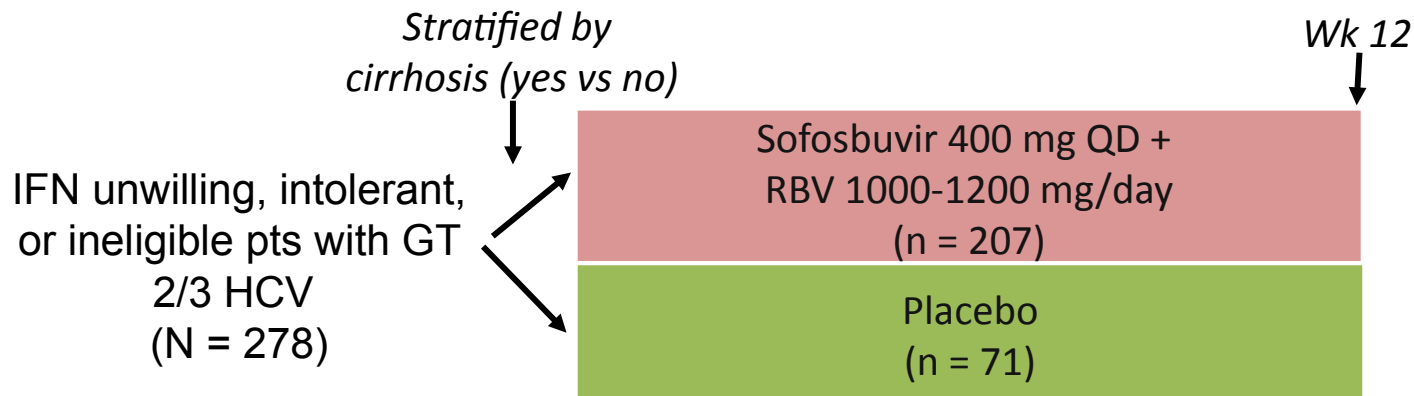 Stratified by
cirrhosis (yes vs no)
Wk 12
IFN unwilling, intolerant,
or ineligible pts with GT
2/3 HCV
(N = 278)
Sofosbuvir 400 mg QD +
RBV 1000-1200 mg/day
(n = 207)
Placebo
(n = 71)